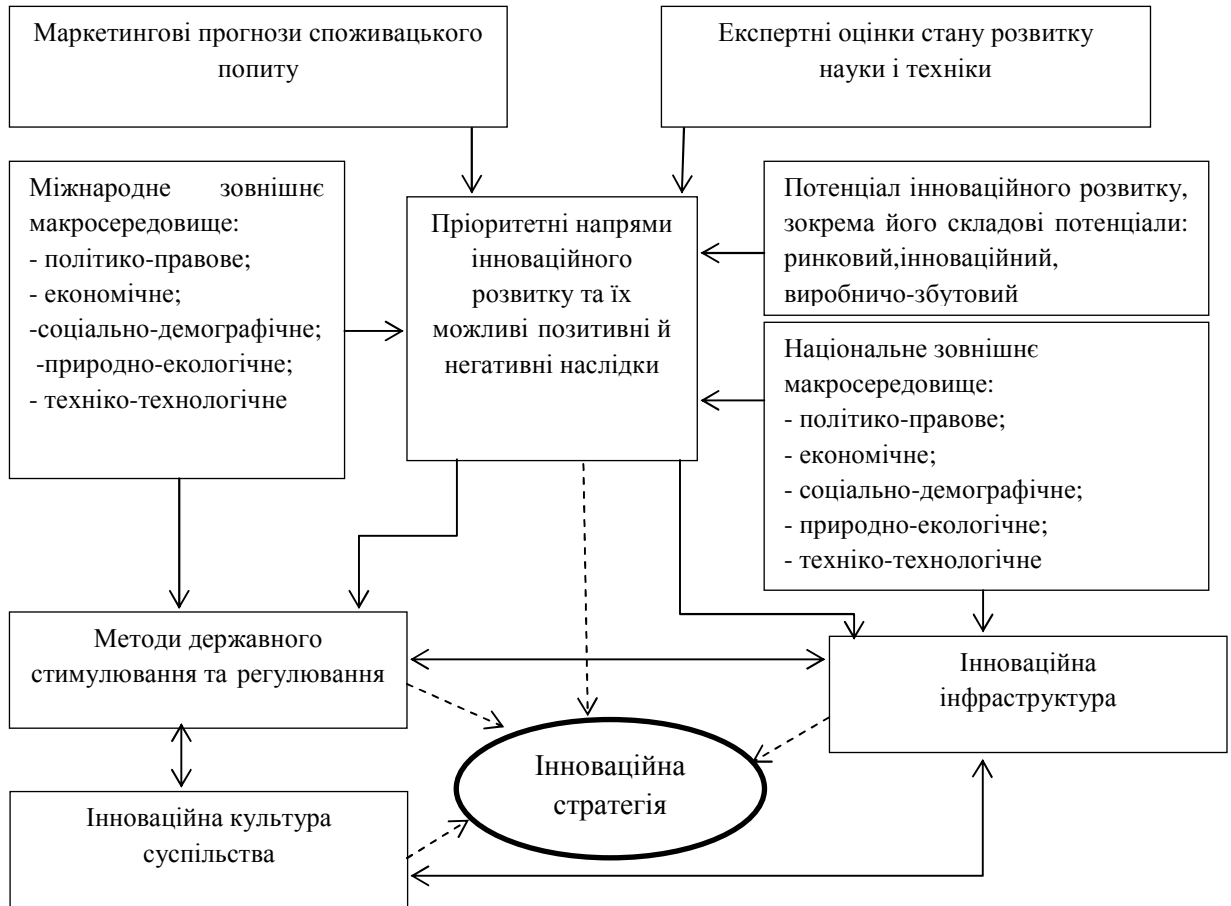 Маркетингові прогнози споживацького
попиту
Експертні оцінки стану розвитку
науки і техніки
Міжнародне зовнішнє
макросередовище:
- політико-правове;
- економічне;
-соціально-демографічне;
-природно-екологічне;
- техніко-технологічне
Пріоритетні напрями
інноваційного
розвитку та їх
можливі позитивні й
негативні наслідки
Потенціал інноваційного розвитку,
зокрема його складові потенціали:
ринковий,інноваційний,
виробничо-збутовий
Національне зовнішнє
макросередовище:
- політико-правове;
- економічне;
- соціально-демографічне;
- природно-екологічне;
- техніко-технологічне
Методи державного
стимулювання та регулювання
Інноваційна
інфраструктура
Інноваційна
стратегія
Інноваційна культура
суспільства